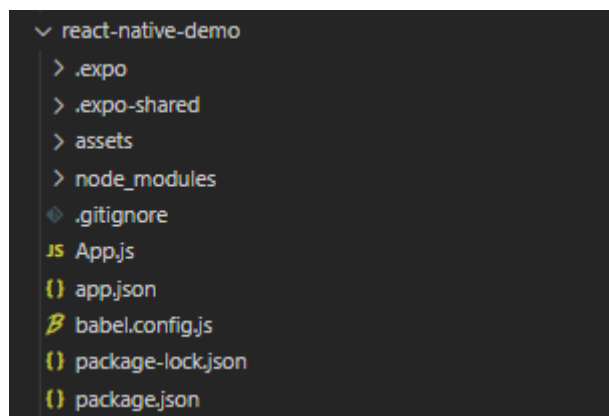 react-native-demo
.expo
.expo-shared
assets
node_modules
.gitignore
JS App.js
{} app.json
B babel.config.js
{} package-lock.json
{} package.json